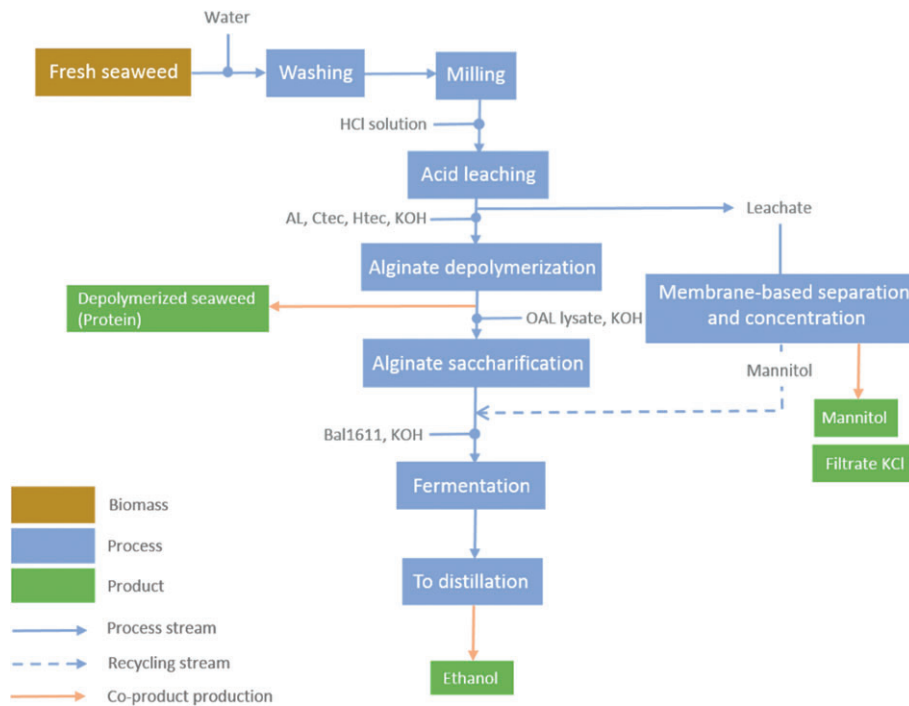 Water
Fresh seaweed
Washing
Milling
HCl solution
Acid leaching
AL, Ctec, Htec, KOH
Leachate
Alginate depolymerization
Depolymerized seaweed
(Protein)
Membrane-based separation
and concentration
OAL lysate, KOH
Alginate saccharification
Mannitol
Mannitol
Bal1611, KOH
Filtrate KCl
Fermentation
To distillation
Ethanol
Biomass
Process
Product
Process stream
Recycling stream
Co-product production